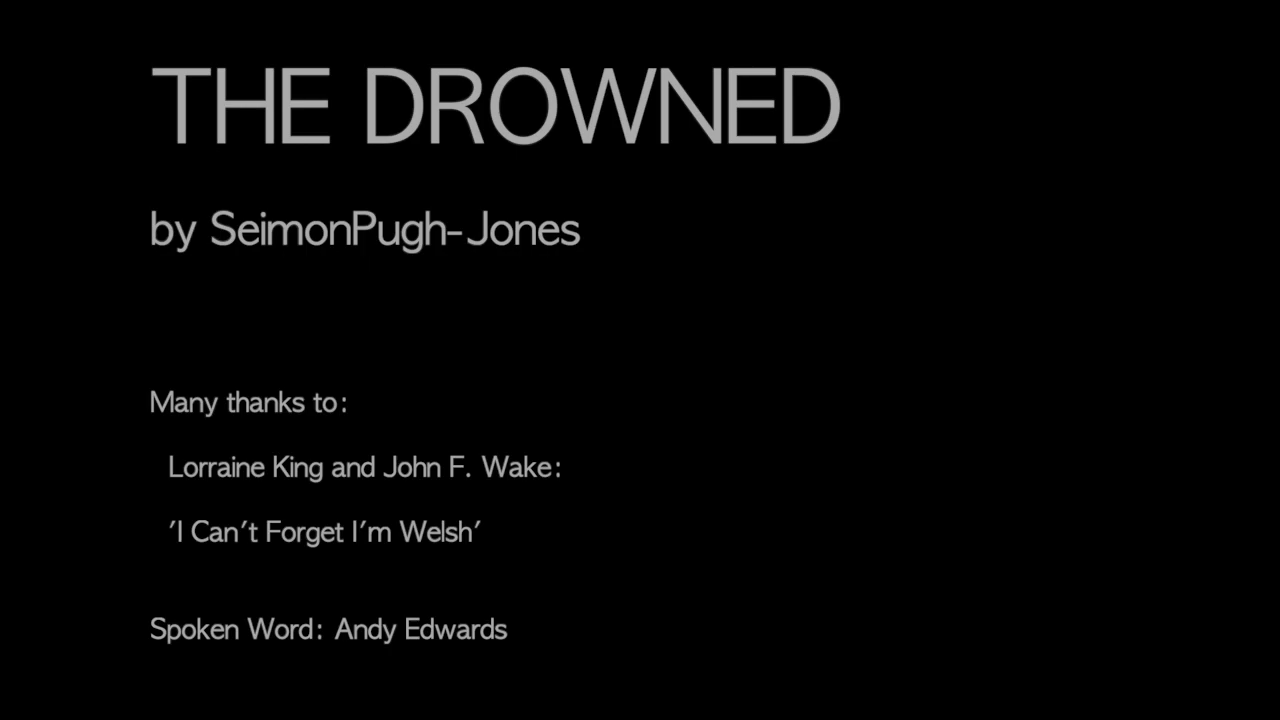 THE DROWNED
by SeimonPugh-Jones
Many thanks to:
Lorraine King and John F. Wake:
'I Can't Forget I'm Welsh'
Spoken Word: Andy Edwards